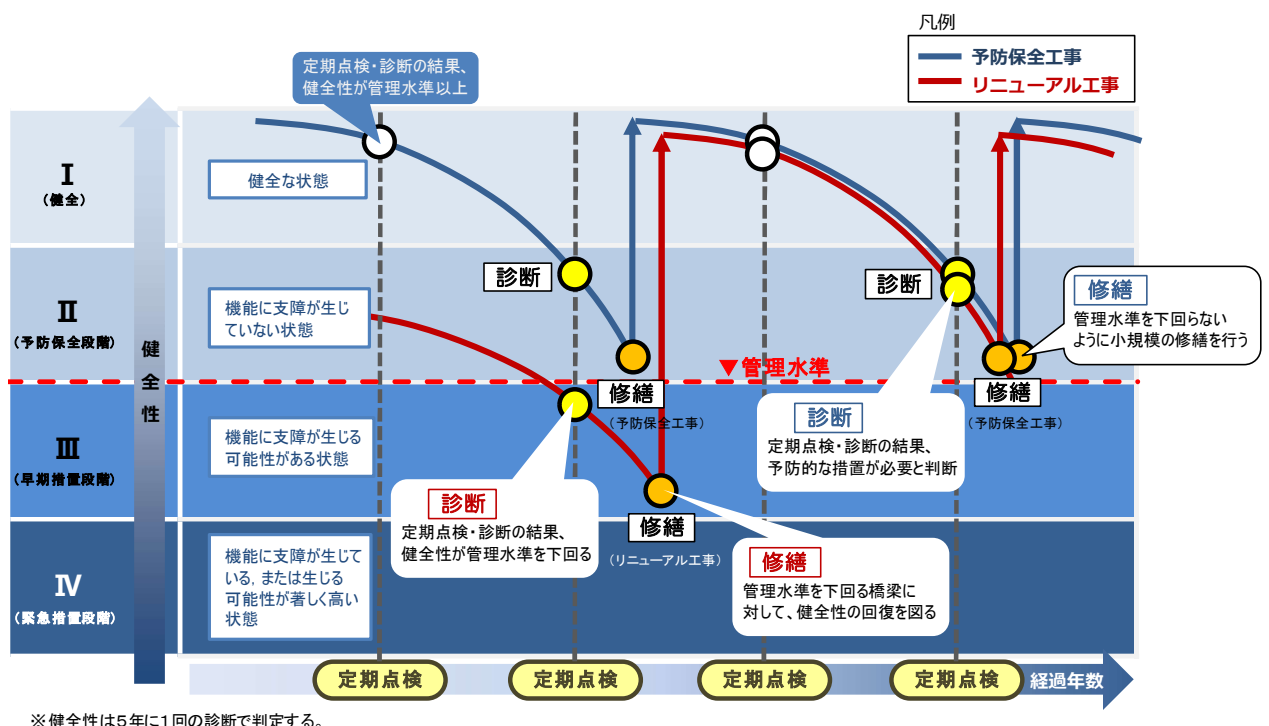 凡例
予防保全工事
リニューアル工事
定期点検・診断の結果、
健全性が管理水準以上
Ⅰ
（健全）
健全な状態
診断
診断
修繕
管理水準を下回らない
ように小規模の修繕を行う
Ⅱ
（予防保全段階）
機能に支障が生じ
ていない状態
健全性
▼管理水準
修繕
（予防保全工事）
修繕
（予防保全工事）
診断
定期点検・診断の結果、
予防的な措置が必要と判断
Ⅲ
（早期措置段階）
機能に支障が生じる
可能性がある状態
診断
定期点検・診断の結果、
健全性が管理水準を下回る
修繕
（リニューアル工事）
修繕
管理水準を下回る橋梁に
対して、健全性の回復を図る
Ⅳ
（緊急措置段階）
機能に支障が生じて
いる，または生じる
可能性が著しく高い
状態
定期点検
定期点検
定期点検
定期点検
経過年数
※健全性は５年に１回の診断で判定する。